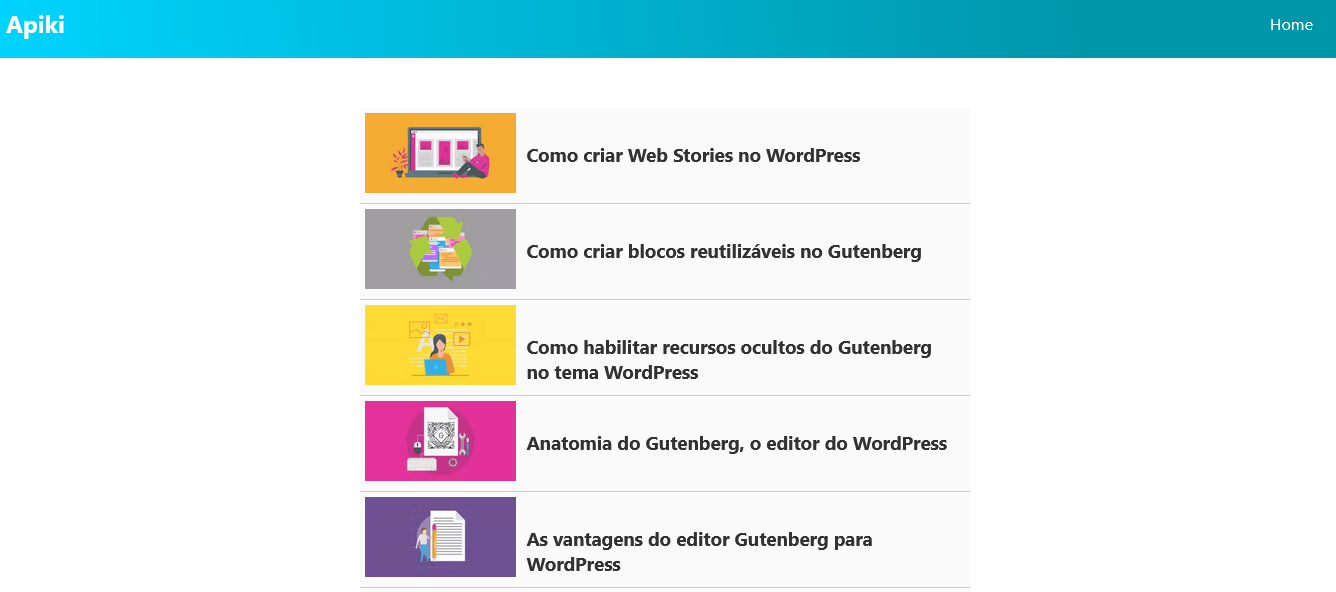 Apiki
Home
Como criar Web Stories no WordPress
Como criar blocos reutilizáveis no Gutenberg
Como habilitar recursos ocultos do Gutenberg
no tema WordPress
Anatomia do Gutenberg, o editor do WordPress
As vantagens do editor Gutenberg para
WordPress